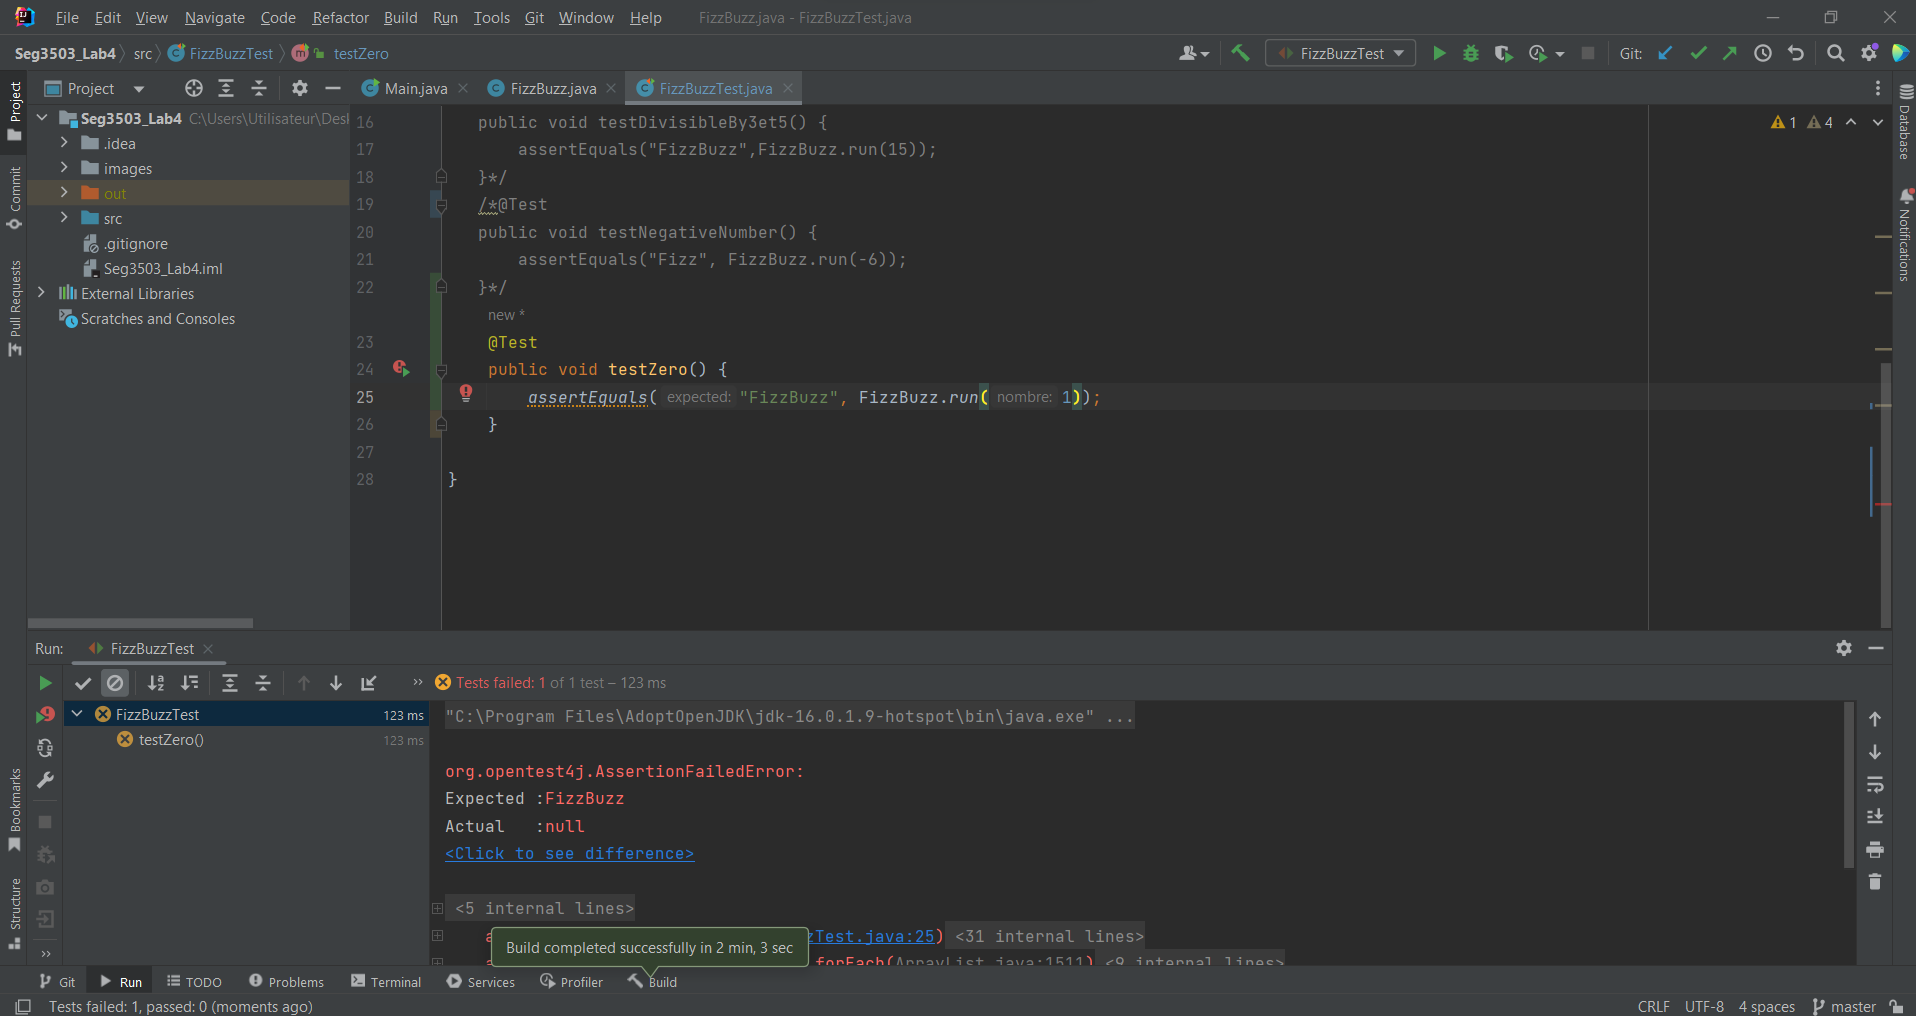 File Edit View Navigate Code Refactor Build Run Tools Git Window Help FizzBuzz.java - FizzBuzzTest.java
Seg3503_Lab4 src FizzBuzzTest m testZero FizzBuzzTest Git:
Project Main.java FizzBuzz.java FizzBuzzTest.java
Project
Commit
Pull Requests
Bookmarks
Structure
Seg3503_Lab4 C:\Users\Utilisateur\Desl
.idea
images
out
src
.gitignore
Seg3503_Lab4.iml
External Libraries
Scratches and Consoles
1 4
16 public void testDivisibleBy3et5() {
17 assertEquals("FizzBuzz",FizzBuzz.run(15));
18 }*/
19 /*@Test
20 public void testNegativeNumber() {
21 assertEquals("Fizz", FizzBuzz.run(-6));
22 }*/
new *
23 @Test
24 public void testZero() {
25 assertEquals( expected: "FizzBuzz", FizzBuzz.run( nombre: 1));
26 }
27
28 }
Database
Notifications
Run: FizzBuzzTest
Tests failed: 1 of 1 test – 123 ms
FizzBuzzTest 123 ms
testZero() 123 ms
"C:\Program Files\AdoptOpenJDK\jdk-16.0.1.9-hotspot\bin\java.exe" ...
org.opentest4j.AssertionFailedError:
Expected :FizzBuzz
Actual :null
<Click to see difference>
<5 internal lines>
zTest.java:25) <31 internal lines>
forEach(ArrayList.java:1511) <9 internal lines>
Build completed successfully in 2 min, 3 sec
Git Run TODO Problems Terminal Services Profiler Build
Tests failed: 1, passed: 0 (moments ago) CRLF UTF-8 4 spaces master